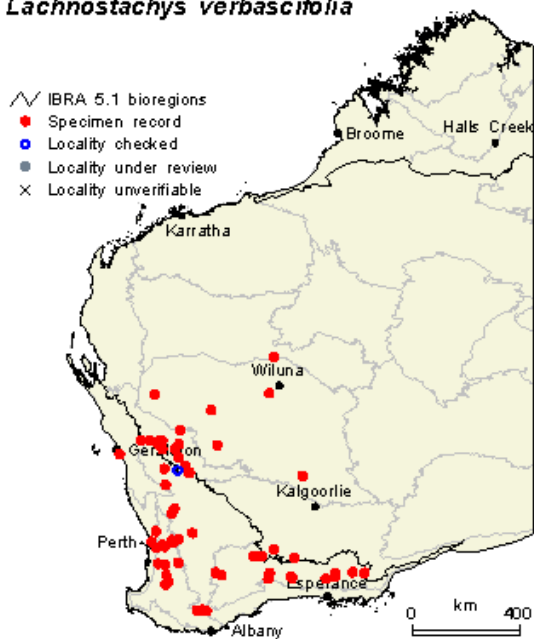 Lachnostachys verbascifolia
IBRA 5.1 bioregions
Specimen record
Locality checked
Locality under review
Locality unverifiable
Broome
Halls Creek
Karratha
Wiluna
Geraldton
Kalgoorlie
Perth
Esperance
Albany
0 km 400